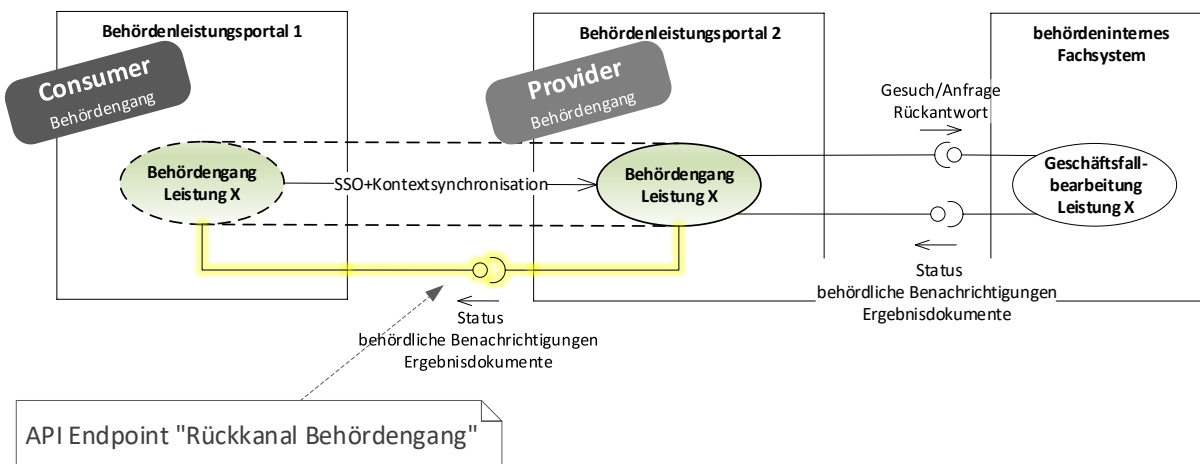 Behördenleistungsportal 1
Consumer
Behördengang
Behördengang
Leistung X
SSO+Kontextsynchronisation
Behördenleistungsportal 2
Provider
Behördengang
Behördengang
Leistung X
behördeninternes
Fachsystem
Gesuch/Anfrage
Rückantwort
Geschäftsfall-
bearbeitung
Leistung X
Status
behördliche Benachrichtigungen
Ergebnisdokumente
Status
behördliche Benachrichtigungen
Ergebnisdokumente
API Endpoint "Rückkanal Behördengang"